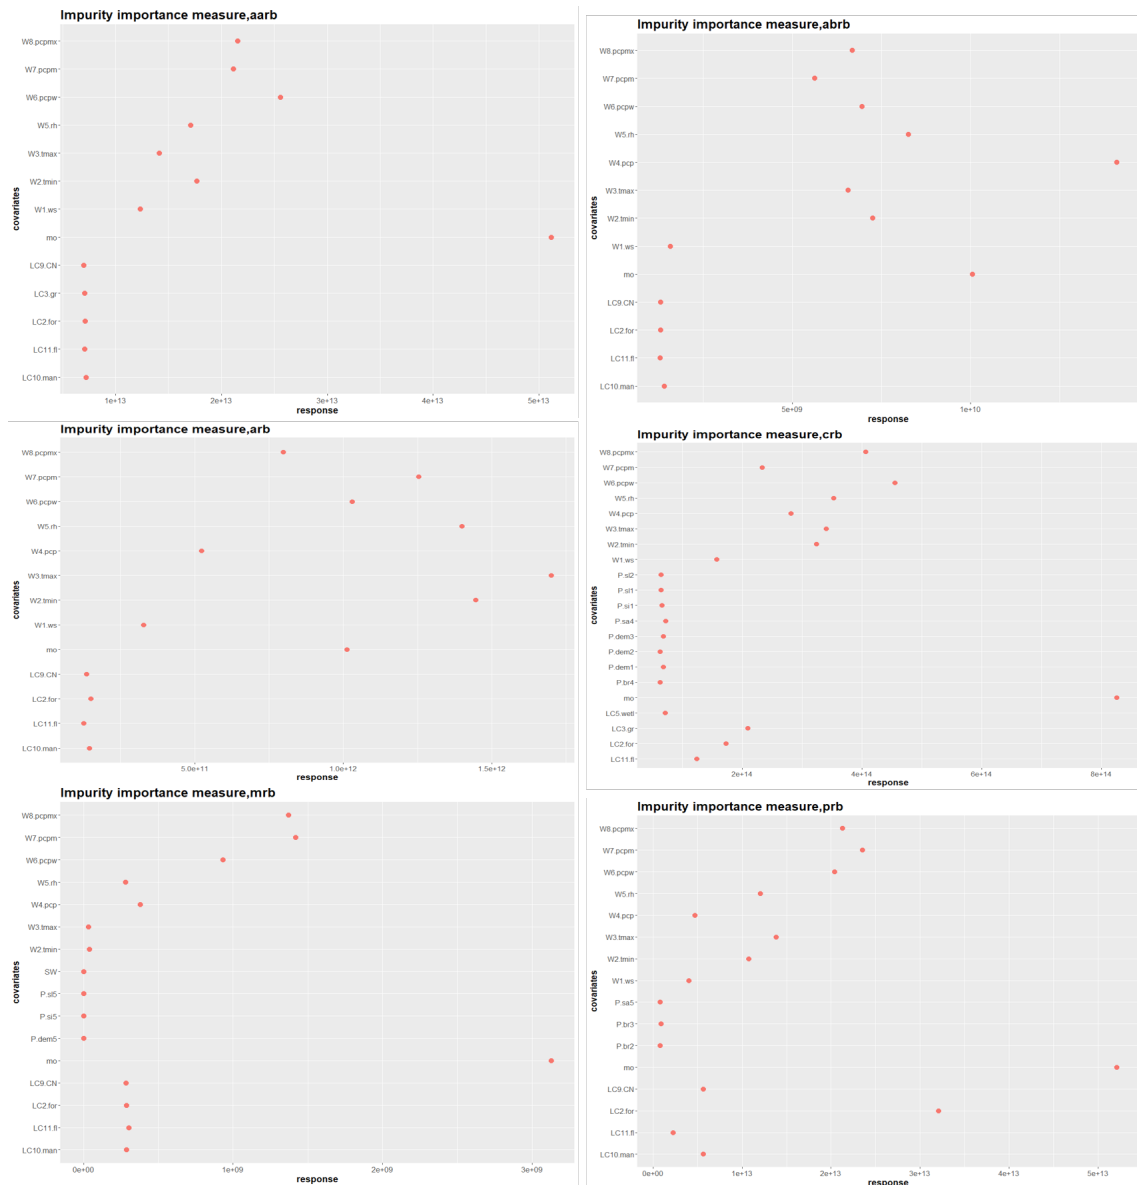 Impurity importance measure,aarb
W8.pcpmx
W7.pcpm
W6.pcpw
W5.rh
W3.tmax
W2.tmin
W1.ws
mo
LC9.CN
LC3.gr
LC2.for
LC11.fl
LC10.man
covariates
1e+13 2e+13 3e+13 4e+13 5e+13
response
Impurity importance measure,abrb
W8.pcpmx
W7.pcpm
W6.pcpw
W5.rh
W4.pcp
W3.tmax
W2.tmin
W1.ws
mo
LC9.CN
LC2.for
LC11.fl
LC10.man
covariates
5e+09 1e+10
response
Impurity importance measure,arb
W8.pcpmx
W7.pcpm
W6.pcpw
W5.rh
W4.pcp
W3.tmax
W2.tmin
W1.ws
mo
LC9.CN
LC2.for
LC11.fl
LC10.man
covariates
5.0e+11 1.0e+12 1.5e+12
response
Impurity importance measure,crb
W8.pcpmx
W7.pcpm
W6.pcpw
W5.rh
W4.pcp
W3.tmax
W2.tmin
W1.ws
P.sl2
P.sl1
P.si1
P.sa4
P.dem3
P.dem2
P.dem1
P.br4
mo
LC5.wetl
LC3.gr
LC2.for
LC11.fl
covariates
2e+14 4e+14 6e+14 8e+14
response
Impurity importance measure,mrb
W8.pcpmx
W7.pcpm
W6.pcpw
W5.rh
W4.pcp
W3.tmax
W2.tmin
SW
P.sl5
P.si5
P.dem5
mo
LC9.CN
LC2.for
LC11.fl
LC10.man
covariates
0e+00 1e+09 2e+09 3e+09
response
Impurity importance measure,prb
W8.pcpmx
W7.pcpm
W6.pcpw
W5.rh
W4.pcp
W3.tmax
W2.tmin
W1.ws
P.sa5
P.br3
P.br2
mo
LC9.CN
LC2.for
LC11.fl
LC10.man
covariates
0e+00 1e+13 2e+13 3e+13 4e+13 5e+13
response